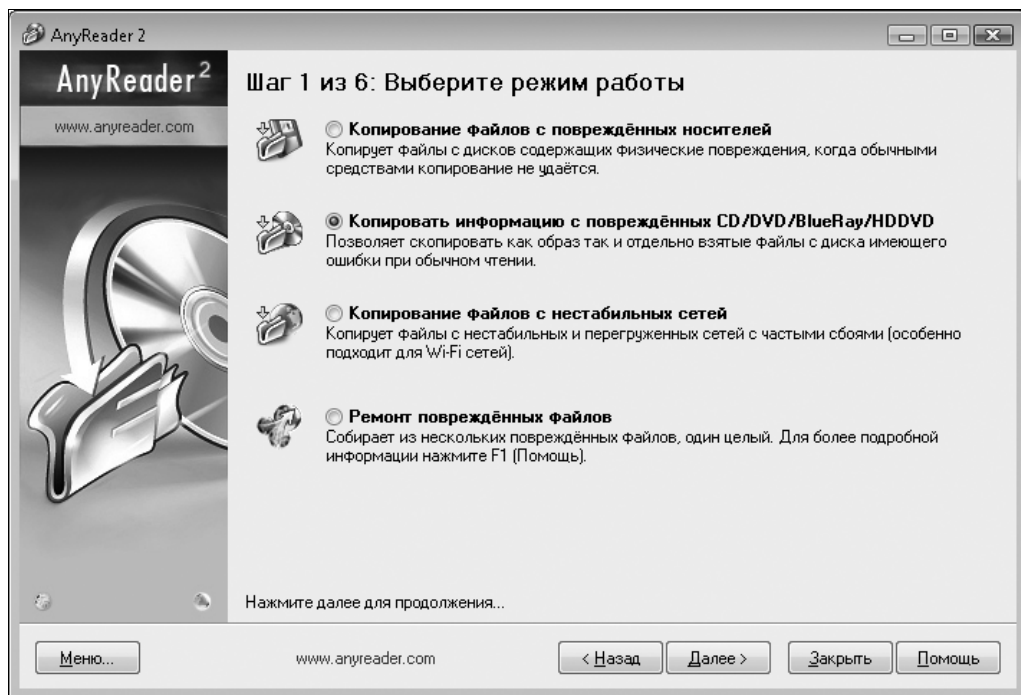 AnyReader 2
AnyReader²
www.anyreader.com
Шаг 1 из 6: Выберите режим работы
Копирование файлов с повреждённых носителей
Копирует файлы с дисков содержащих физические повреждения, когда обычными
средствами копирование не удаётся.
Копировать информацию с повреждённых CD/DVD/BlueRay/HDDVD
Позволяет скопировать как образ так и отдельно взятые файлы с диска имеющего
ошибки при обычном чтении.
Копирование файлов с нестабильных сетей
Копирует файлы с нестабильных и перегруженных сетей с частыми сбоями (особенно
подходит для Wi-Fi сетей).
Ремонт повреждённых файлов
Собирает из нескольких повреждённых файлов, один целый. Для более подробной
информации нажмите F1 (Помощь).
Нажмите далее для продолжения...
Меню...
www.anyreader.com
< Назад
Далее >
Закрыть
Помощь